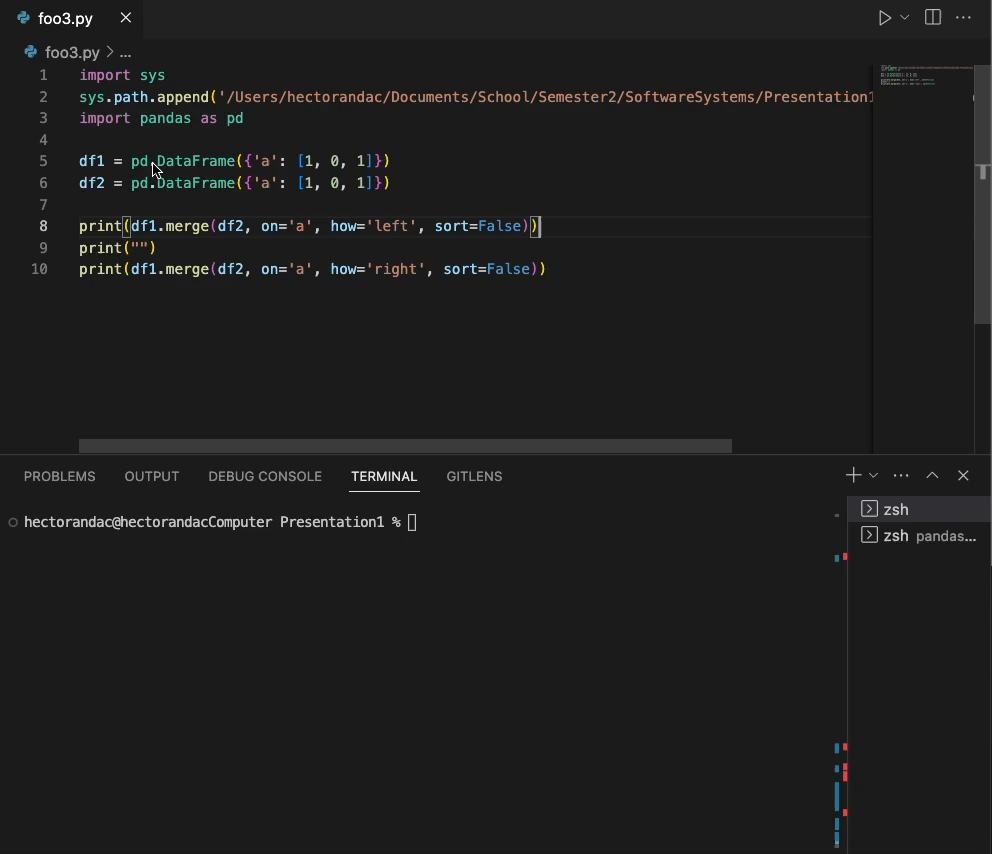 foo3.py
foo3.py > ...
1 import sys
2 sys.path.append('/Users/hectorandac/Documents/School/Semester2/SoftwareSystems/Presentation1
3 import pandas as pd
4
5 df1 = pd.DataFrame({'a': [1, 0, 1]})
6 df2 = pd.DataFrame({'a': [1, 0, 1]})
7
8 print(df1.merge(df2, on='a', how='left', sort=False))
9 print("")
10 print(df1.merge(df2, on='a', how='right', sort=False))
PROBLEMS OUTPUT DEBUG CONSOLE TERMINAL GITLENS
hectorandac@hectorandacComputer Presentation1 %
zsh
zsh pandas...